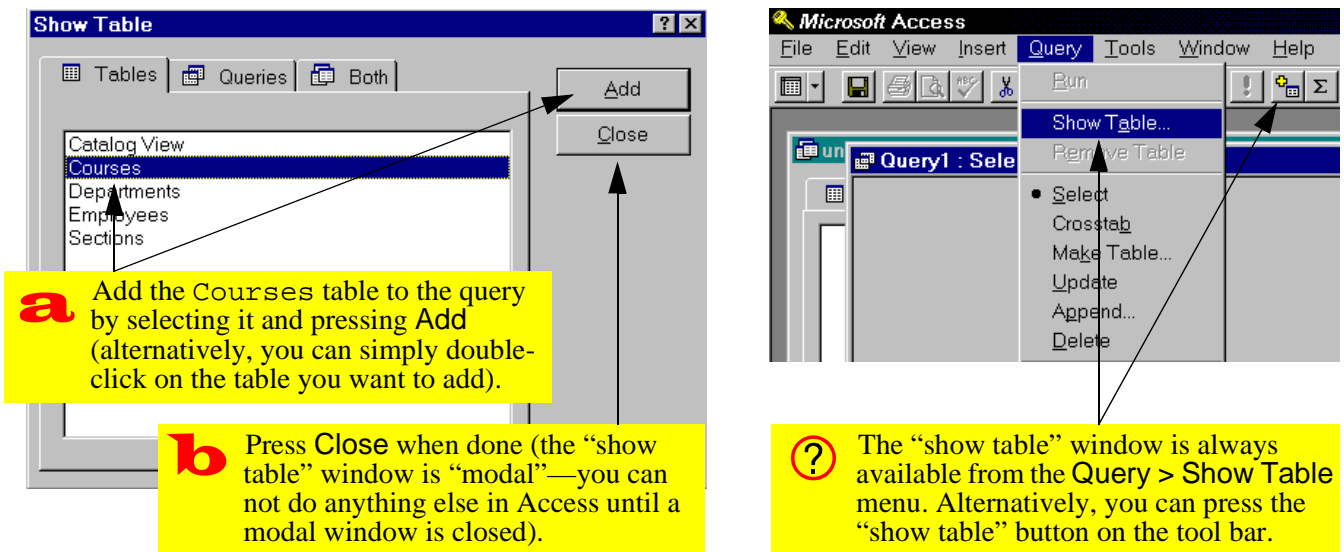 Show Table
Tables Queries Both
Add
Close
Catalog View
Courses
Departments
Employees
Sections
a Add the Courses table to the query
by selecting it and pressing Add
(alternatively, you can simply double-
click on the table you want to add).
b Press Close when done (the “show
table” window is “modal”—you can
not do anything else in Access until a
modal window is closed).
Microsoft Access
File Edit View Insert Query Tools Window Help
ABC
Run
Show Table...
Remove Table
un
Query1 : Sele
Select
Crosstab
Make Table...
Update
Append...
Delete
? The “show table” window is always
available from the Query > Show Table
menu. Alternatively, you can press the
“show table” button on the tool bar.